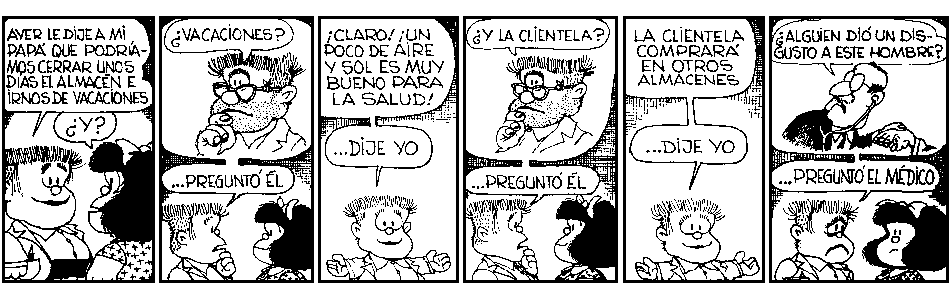 AYER LE DIJE A MI
PAPÁ QUE PODRÍA-
MOS CERRAR UNOS
DÍAS EL ALMACÉN E
IRNOS DE VACACIONES
¿Y?
¿VACACIONES?
...PREGUNTÓ ÉL
¡CLARO! ¡UN
POCO DE AIRE
Y SOL ES MUY
BUENO PARA
LA SALUD!
...DIJE YO
¿Y LA CLIENTELA?
...PREGUNTÓ ÉL
LA CLIENTELA
COMPRARÁ
EN OTROS
ALMACENES
...DIJE YO
¿ALGUIEN DIÓ UN DIS-
GUSTO A ESTE HOMBRE?
...PREGUNTÓ EL MÉDICO